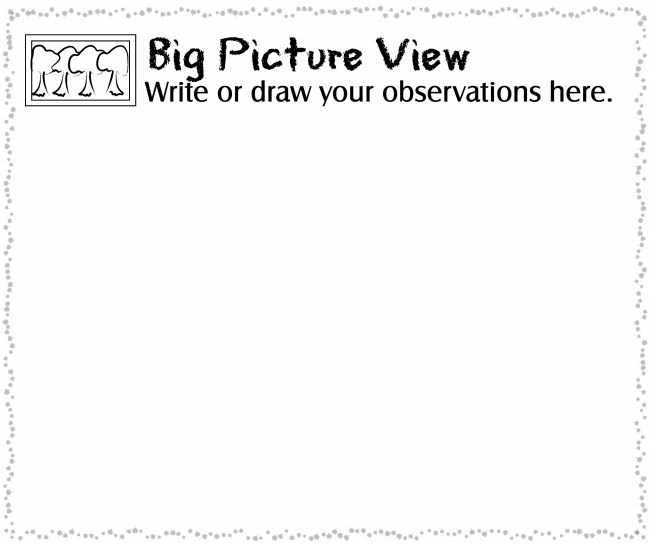 Big Picture View
Write or draw your observations here.